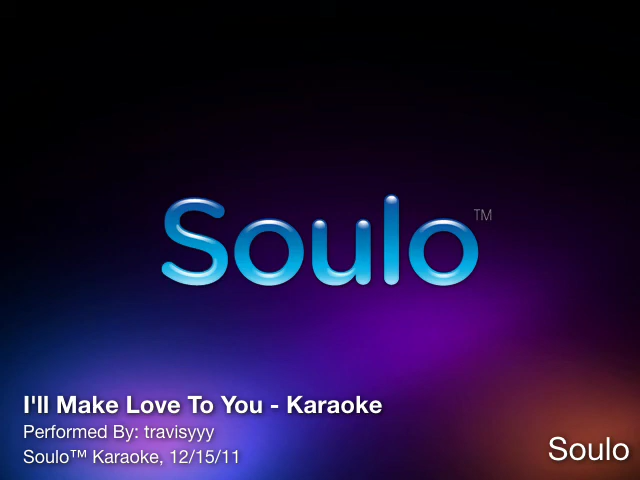 Soulo™
I'll Make Love To You - Karaoke
Performed By: travisyyy
Soulo™ Karaoke, 12/15/11
Soulo